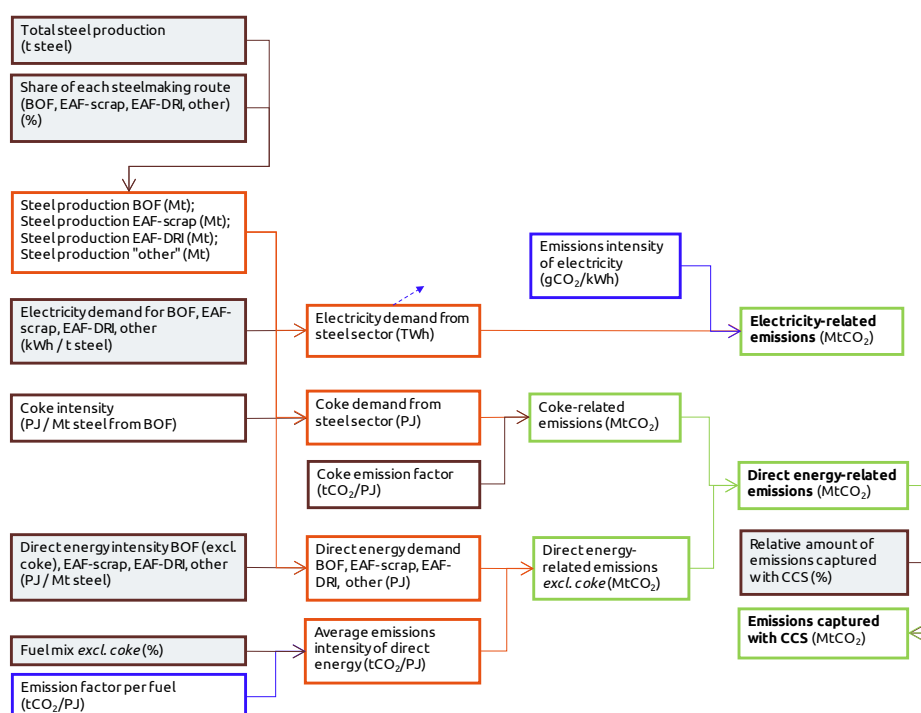 Total steel production
(t steel)
Share of each steelmaking route
(BOF, EAF-scrap, EAF-DRI, other)
(%)
Steel production BOF (Mt);
Steel production EAF-scrap (Mt);
Steel production EAF-DRI (Mt);
Steel production "other" (Mt)
Emissions intensity
of electricity
(gCO₂/kWh)
Electricity demand for BOF, EAF-
scrap, EAF-DRI, other
(kWh / t steel)
Electricity demand from
steel sector (TWh)
Electricity-related
emissions (MtCO₂)
Coke intensity
(PJ / Mt steel from BOF)
Coke demand from
steel sector (PJ)
Coke-related
emissions (MtCO₂)
Coke emission factor
(tCO₂/PJ)
Direct energy-related
emissions (MtCO₂)
Direct energy intensity BOF (excl.
coke), EAF-scrap, EAF-DRI, other
(PJ / Mt steel)
Direct energy demand
BOF, EAF-scrap, EAF-
DRI, other (PJ)
Direct energy-
related emissions
excl. coke (MtCO₂)
Relative amount of
emissions captured
with CCS (%)
Emissions captured
with CCS (MtCO₂)
Fuel mix excl. coke (%)
Average emissions
intensity of direct
energy (tCO₂/PJ)
Emission factor per fuel
(tCO₂/PJ)